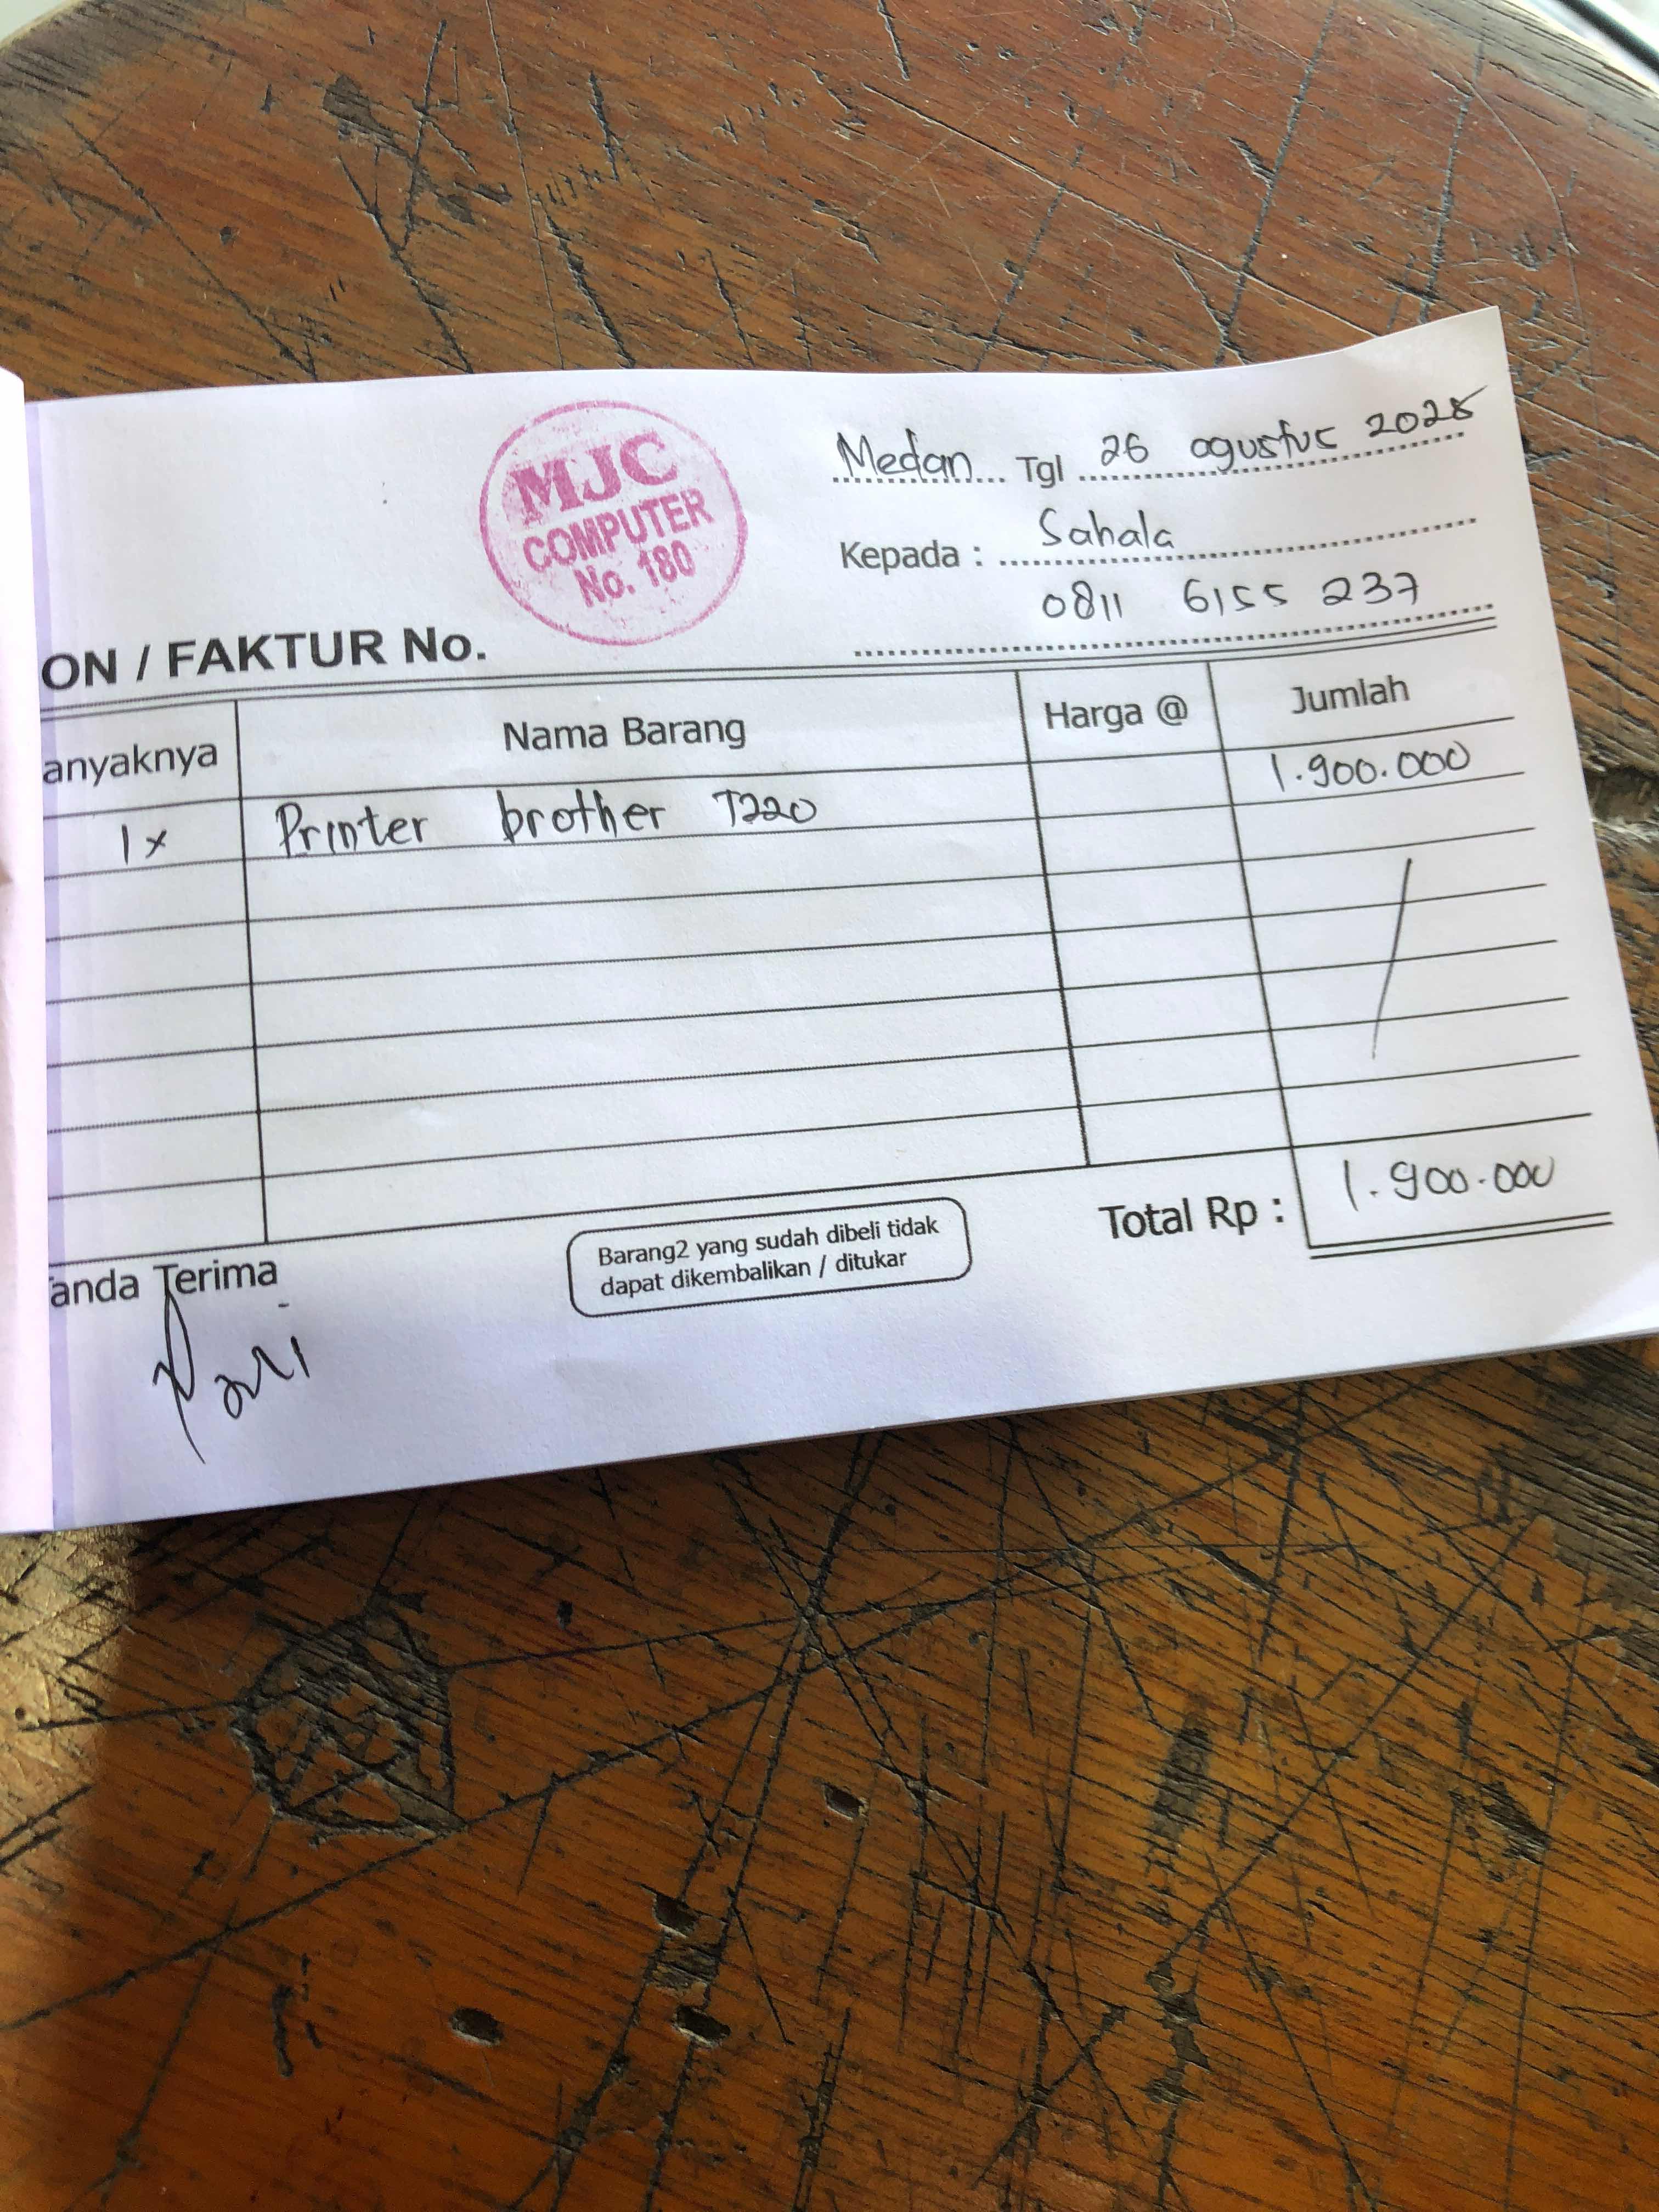 MJC
COMPUTER
No. 180
Medan Tgl 26 agustus 2025
Kepada : Sahala
0811 6155 237
ON / FAKTUR No.
anyaknya Nama Barang Harga @ Jumlah
1x Printer brother T220 1.900.000
Total Rp : 1.900.000
Barang2 yang sudah dibeli tidak
dapat dikembalikan / ditukar
anda Terima